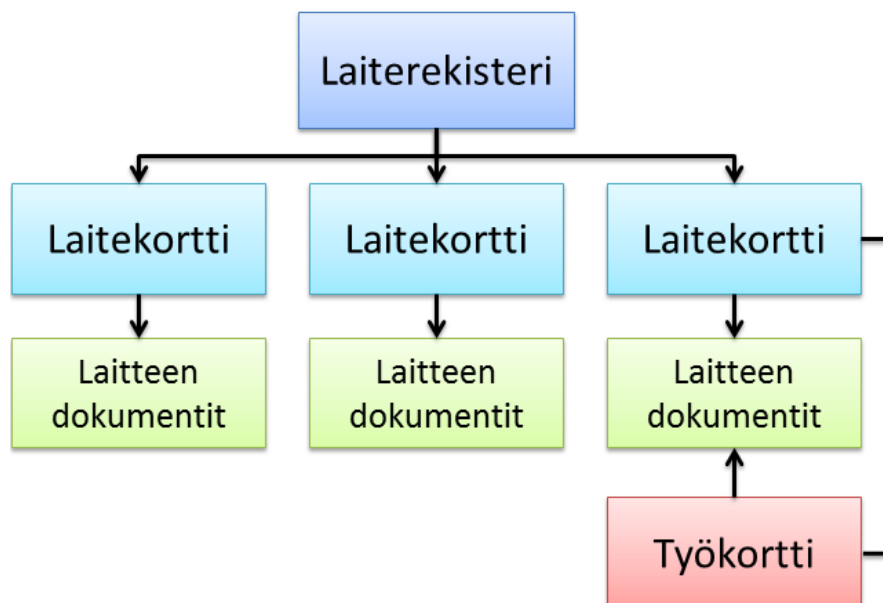 Laiterekisteri
Laitekortti
Laitekortti
Laitekortti
Laitteen
dokumentit
Laitteen
dokumentit
Laitteen
dokumentit
Työkortti